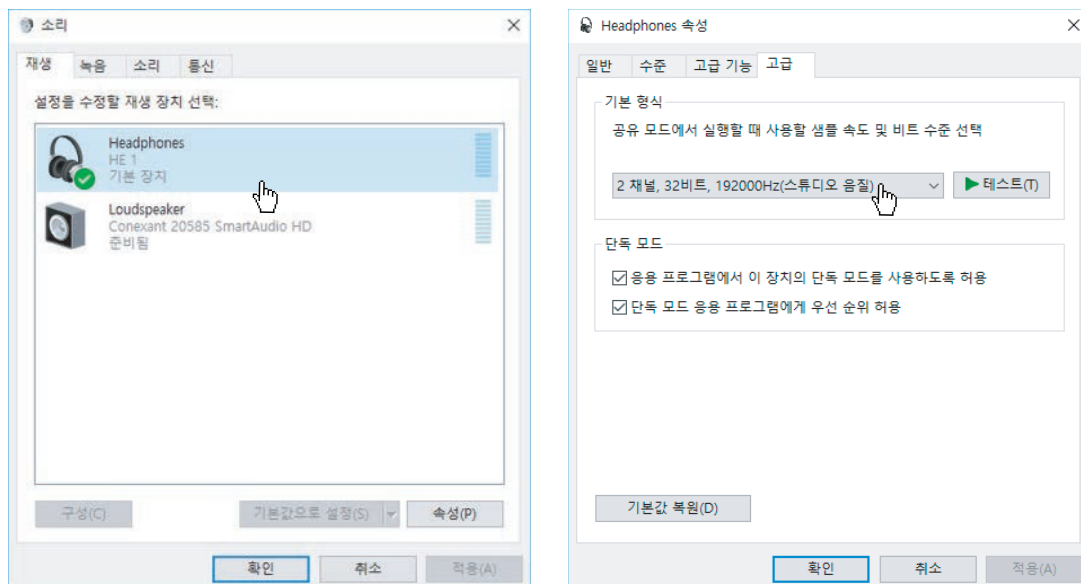 소리
재생 녹음 소리 통신
설정을 수정할 재생 장치 선택:
Headphones
HE 1
기본 장치
Loudspeaker
Conexant 20585 SmartAudio HD
준비됨
구성(C) 기본값으로 설정(S) 속성(P)
확인 취소 적용(A)
Headphones 속성
일반 수준 고급 기능 고급
기본 형식
공유 모드에서 실행할 때 사용할 샘플 속도 및 비트 수준 선택
2 채널, 32비트, 192000Hz(스튜디오 음질) 테스트(T)
단독 모드
응용 프로그램에서 이 장치의 단독 모드를 사용하도록 허용
단독 모드 응용 프로그램에게 우선 순위 허용
기본값 복원(D)
확인 취소 적용(A)